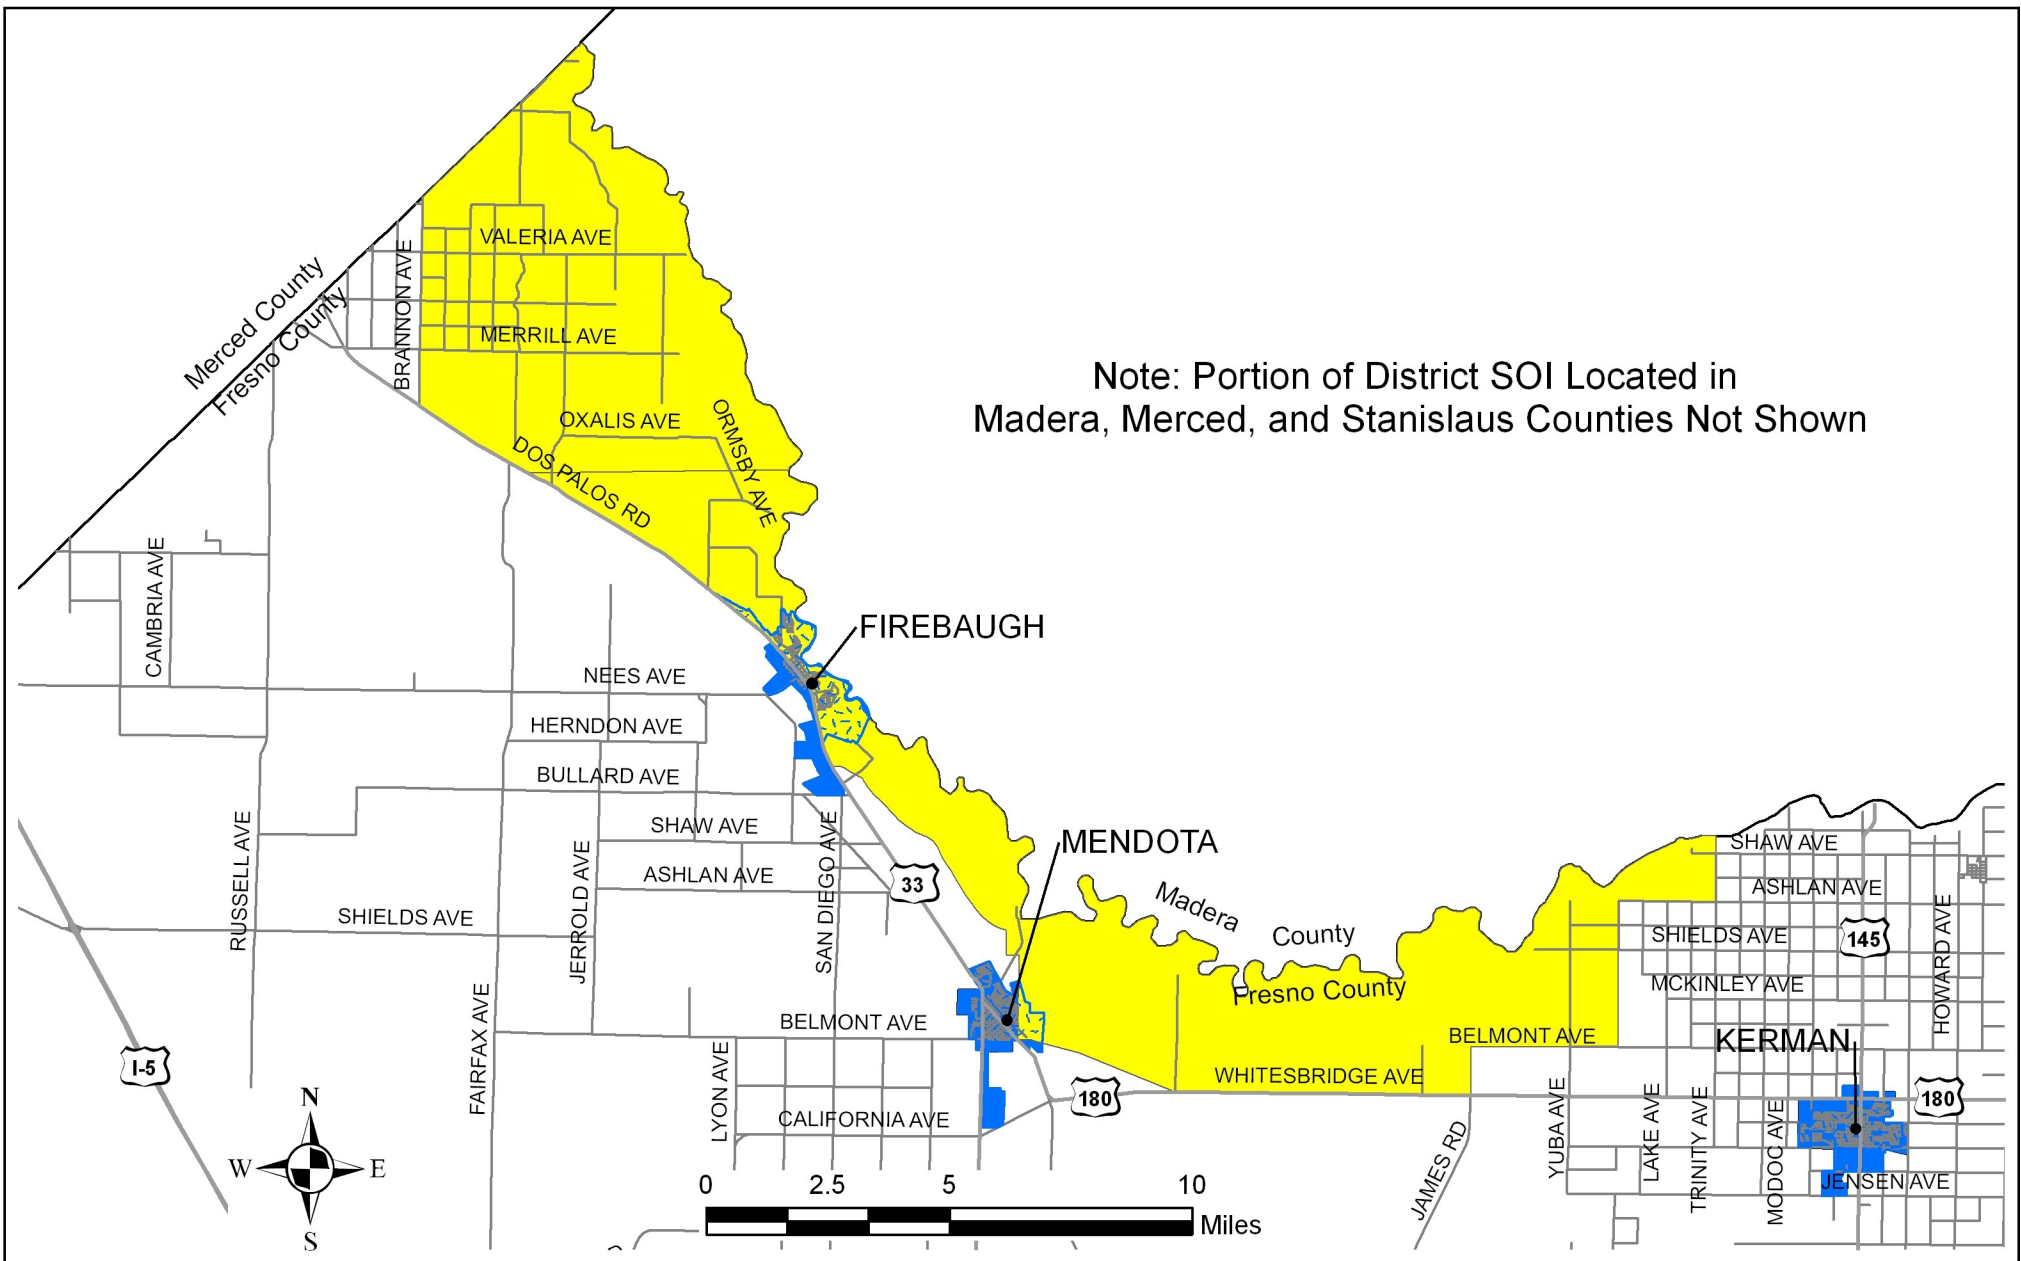 VALERIA AVE
BRANNON AVE
Merced County
Fresno County
MERRILL AVE
Note: Portion of District SOI Located in
Madera, Merced, and Stanislaus Counties Not Shown
OXALIS AVE
ORMSBY AVE
DOS PALOS RD
CAMBRIA AVE
FIREBAUGH
NEES AVE
HERNDON AVE
BULLARD AVE
RUSSELL AVE
SHAW AVE
SAN DIEGO AVE
MENDOTA
SHAW AVE
JERROLD AVE
ASHLAN AVE
33
Madera County
ASHLAN AVE
SHIELDS AVE
HOWARD AVE
SHIELDS AVE
145
FAIRFAX AVE
Fresno County
MCKINLEY AVE
BELMONT AVE
BELMONT AVE
KERMAN
I-5
LYON AVE
WHITESBRIDGE AVE
180
180
YUBA AVE
LAKE AVE
TRINITY AVE
MODOC AVE
CALIFORNIA AVE
JAMES RD
JENSEN AVE
N
W E
S
0 2.5 5 10
Miles